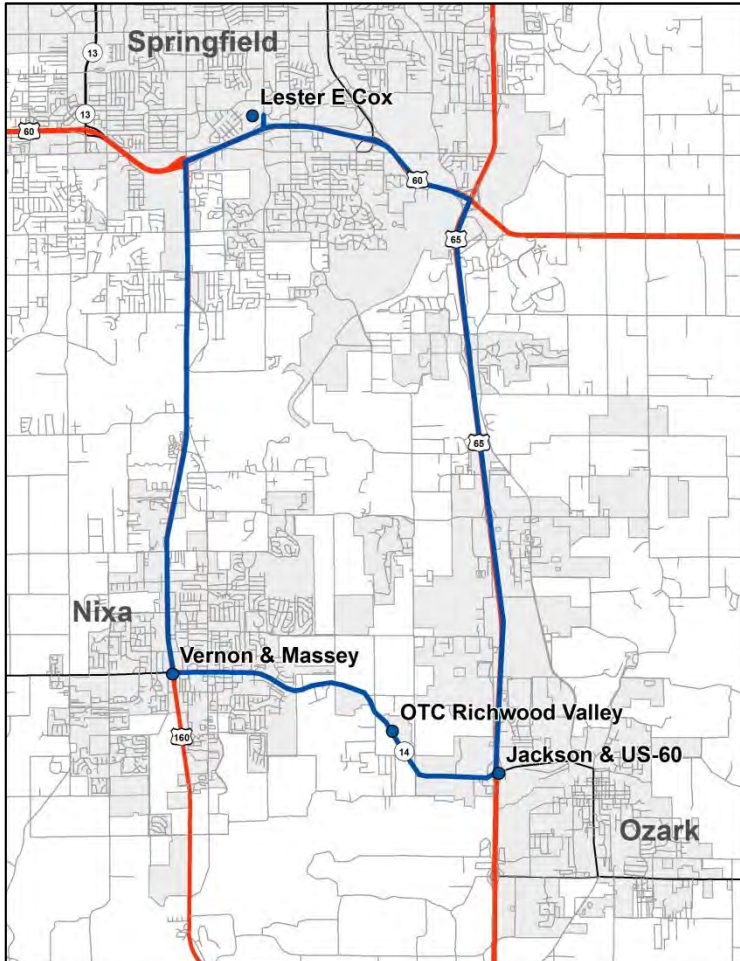 Springfield
13
Lester E Cox
13
60
60
65
65
Nixa
Vernon & Massey
OTC Richwood Valley
160
14
Jackson & US-60
Ozark